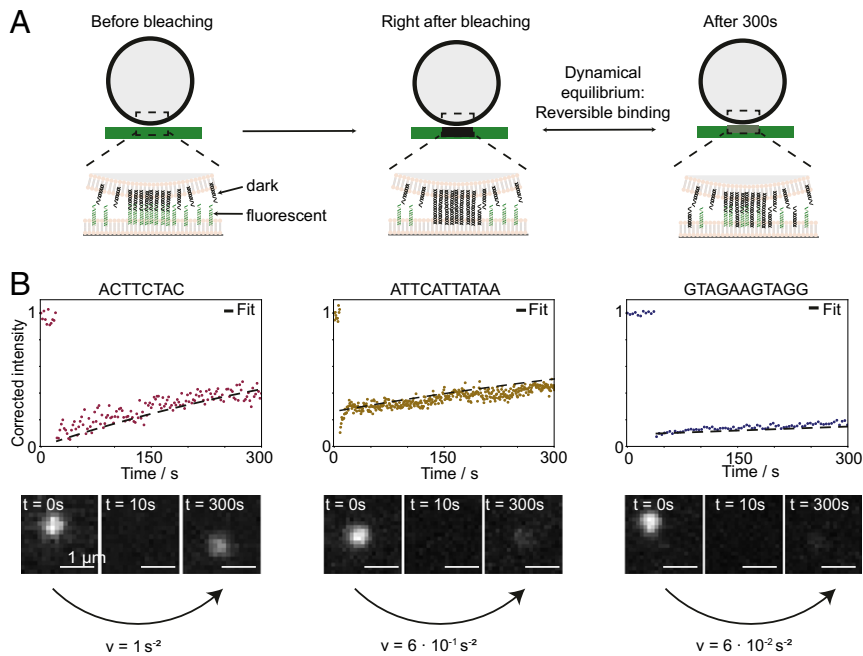 A
Before bleaching
Right after bleaching
After 300s
Dynamical
equilibrium:
Reversible binding
dark
fluorescent
B
ACTTCTAC
ATTCATTATAA
GTAGAAGTAGG
Corrected intensity
1
0
0
150
300
Time / s
Fit
1
0
0
150
300
Time / s
Fit
1
0
0
150
300
Time / s
Fit
t = 0s
t = 10s
t = 300s
1 µm
t = 0s
t = 10s
t = 300s
t = 0s
t = 10s
t = 300s
v = 1 s⁻²
v = 6 · 10⁻¹ s⁻²
v = 6 · 10⁻² s⁻²